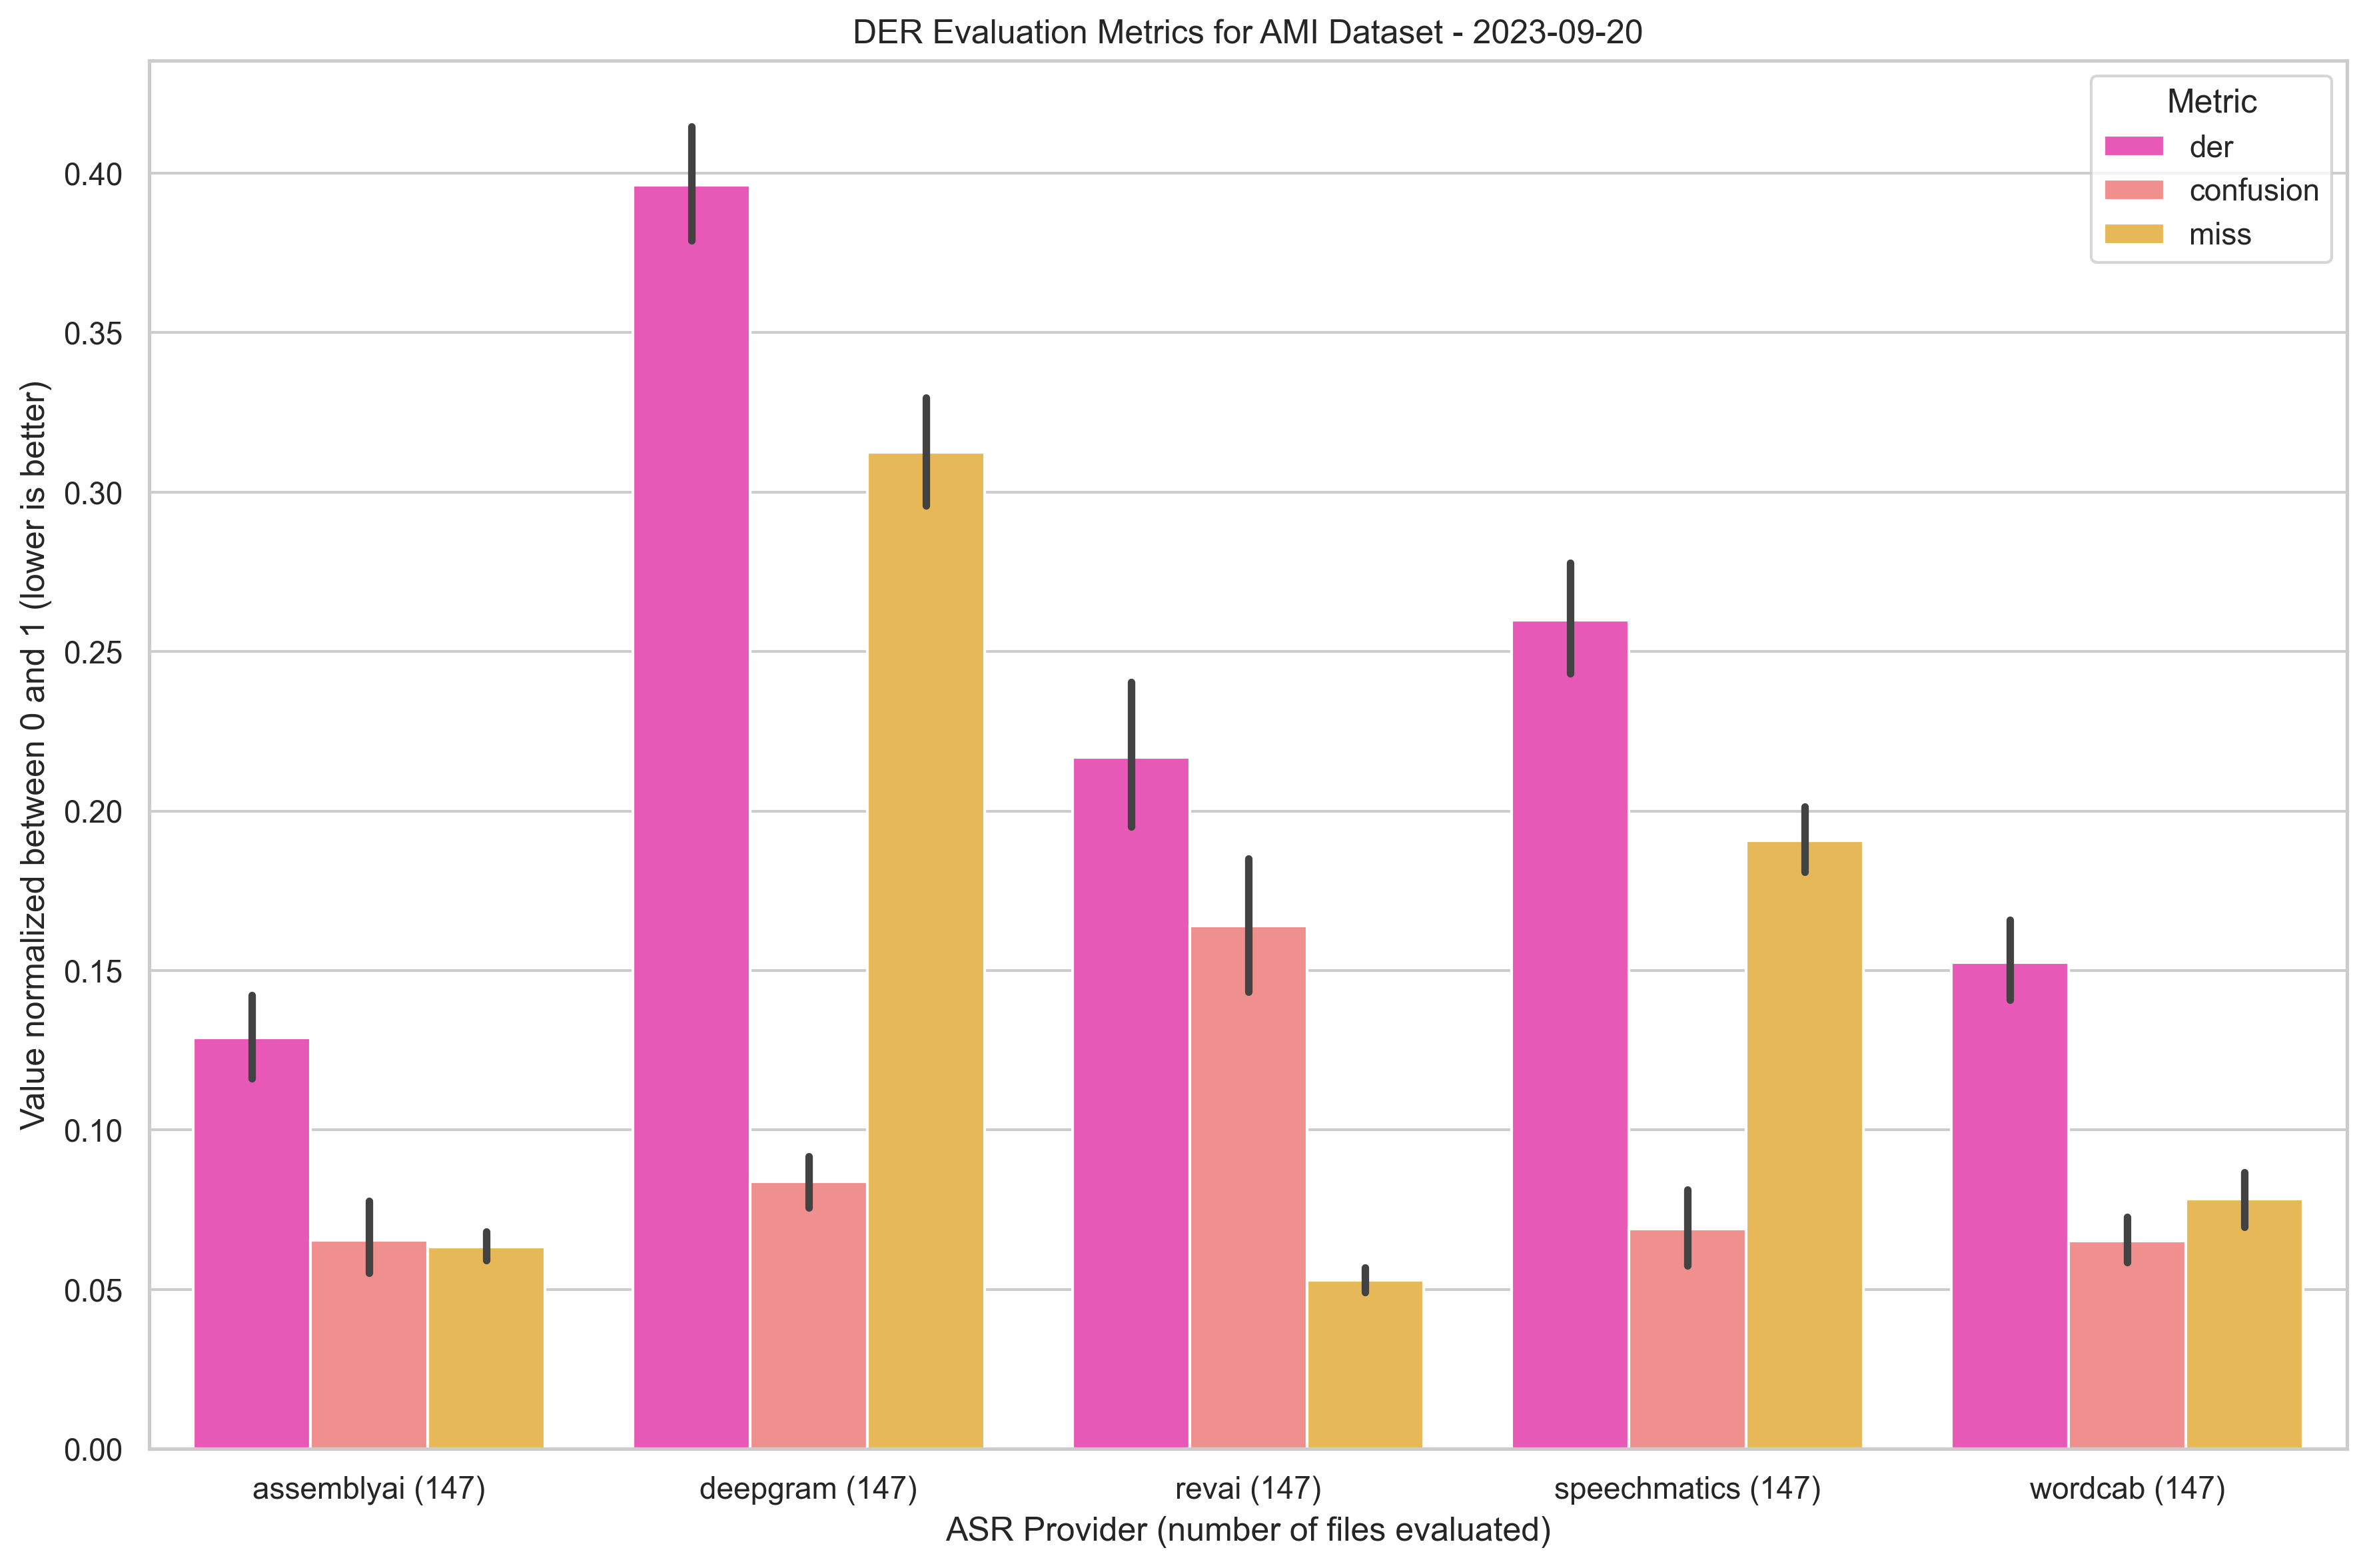 DER Evaluation Metrics for AMI Dataset - 2023-09-20
Metric
der
confusion
miss
Value normalized between 0 and 1 (lower is better)
0.40
0.35
0.30
0.25
0.20
0.15
0.10
0.05
0.00
assemblyai (147)
deepgram (147)
revai (147)
speechmatics (147)
wordcab (147)
ASR Provider (number of files evaluated)